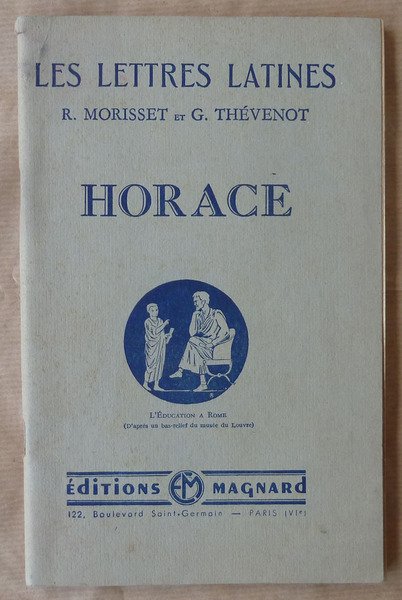 LES LETTRES LATINES
R. MORISSET ET G. THÉVENOT
HORACE
L'ÉDUCATION A ROME
(D'après un bas-relief du musée du Louvre)
ÉDITIONS EM MAGNARD
122, Boulevard Saint-Germain — PARIS (VIe)